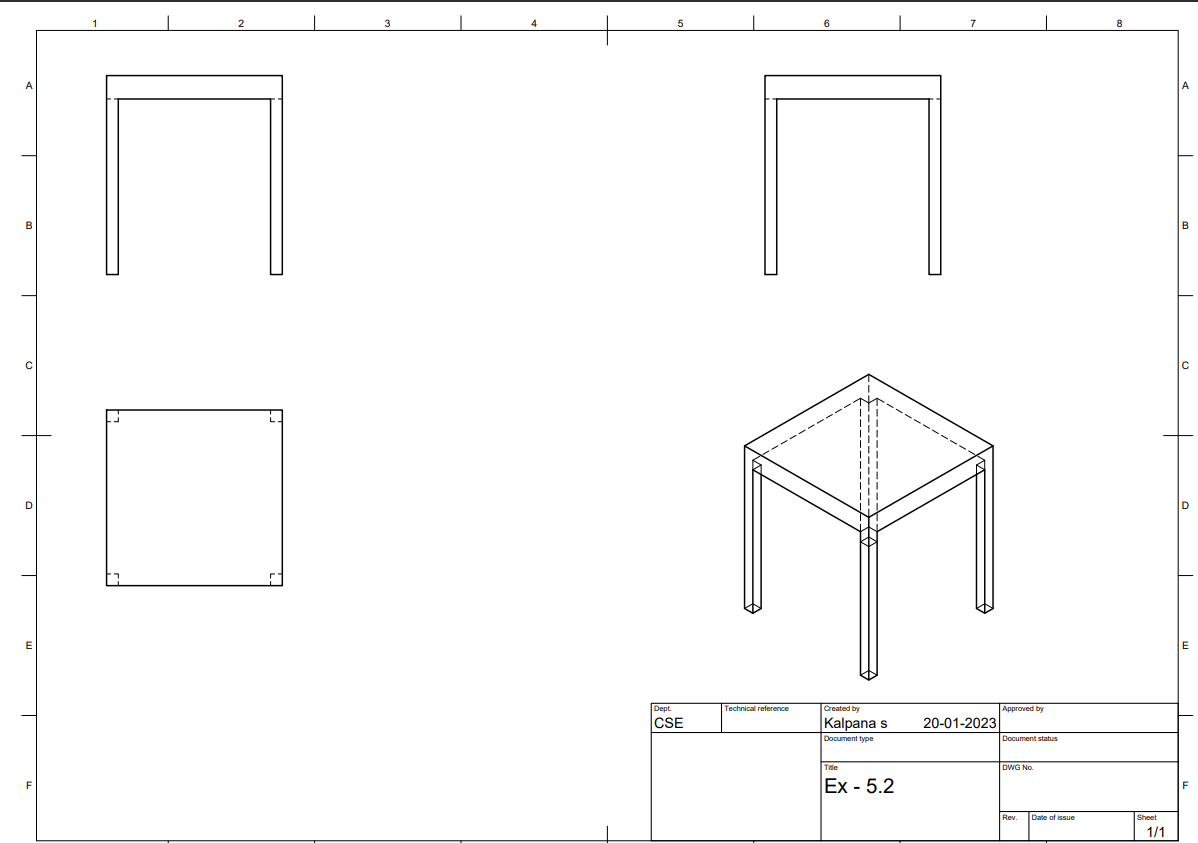 1 2 3 4 5 6 7 8
A A
B B
C C
D D
E E
Dept. Technical reference Created by Approved by
CSE Kalpana s 20-01-2023
Document type Document status
Title DWG No.
Ex - 5.2
F F
Rev. Date of issue Sheet
1/1